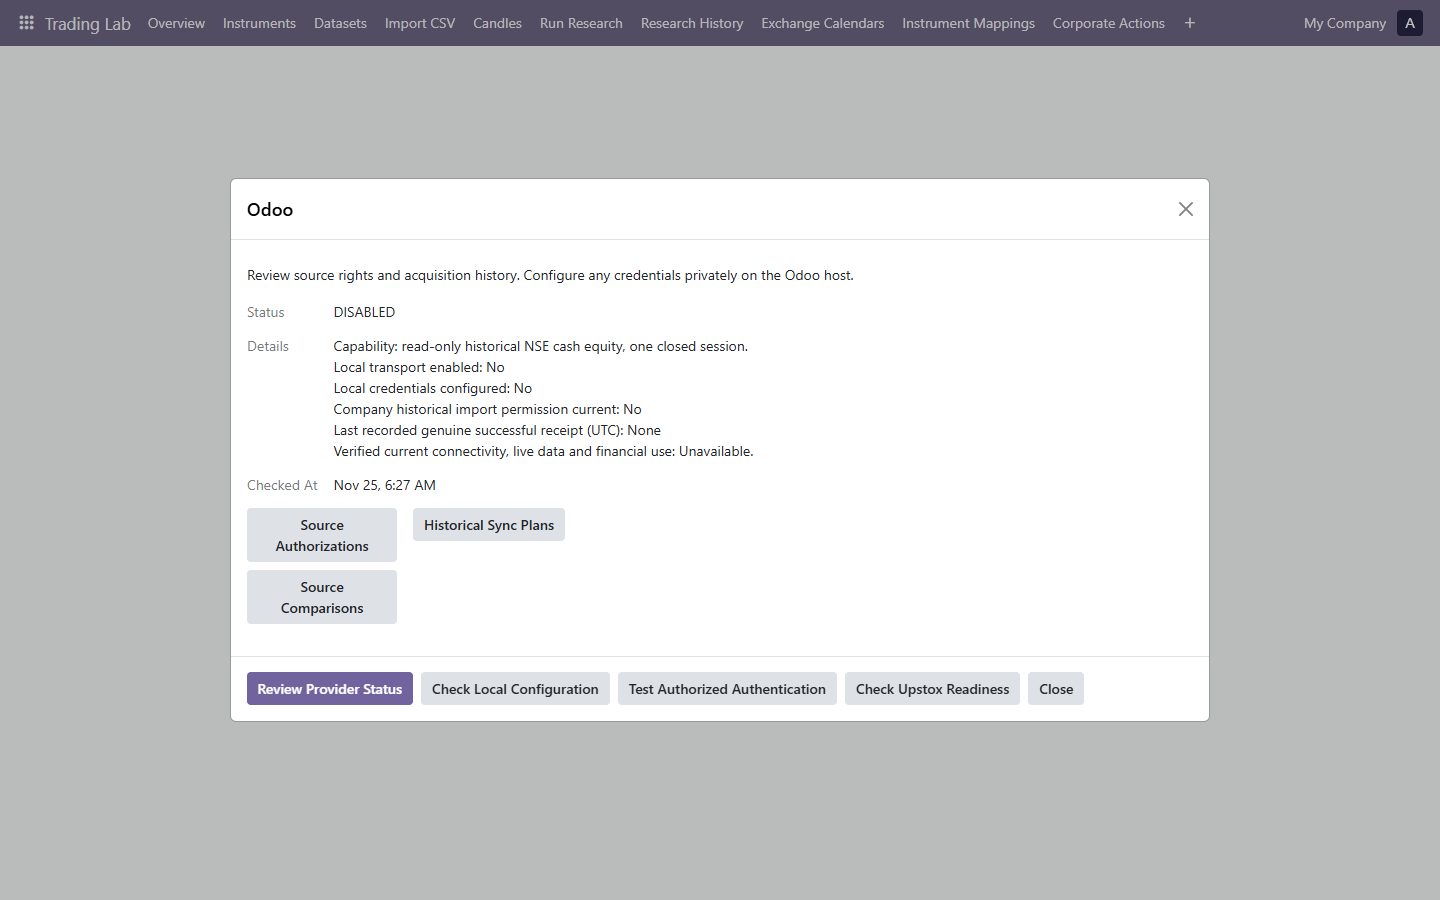 Trading Lab Overview Instruments Datasets Import CSV Candles Run Research Research History Exchange Calendars Instrument Mappings Corporate Actions + My Company A
Odoo
Review source rights and acquisition history. Configure any credentials privately on the Odoo host.
Status DISABLED
Details Capability: read-only historical NSE cash equity, one closed session.
Local transport enabled: No
Local credentials configured: No
Company historical import permission current: No
Last recorded genuine successful receipt (UTC): None
Verified current connectivity, live data and financial use: Unavailable.
Checked At Nov 25, 6:27 AM
Source
Authorizations
Historical Sync Plans
Source
Comparisons
Review Provider Status Check Local Configuration Test Authorized Authentication Check Upstox Readiness Close